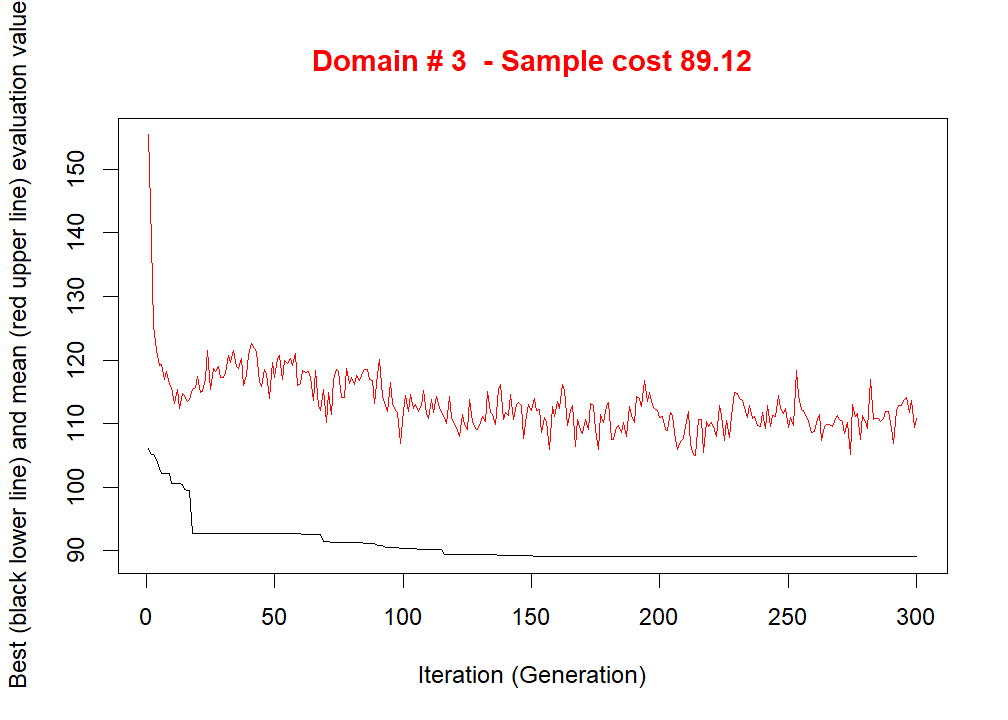 Domain # 3  - Sample cost 89.12
Best (black lower line) and mean (red upper line) evaluation value
150
140
130
120
110
100
90
0 50 100 150 200 250 300
Iteration (Generation)